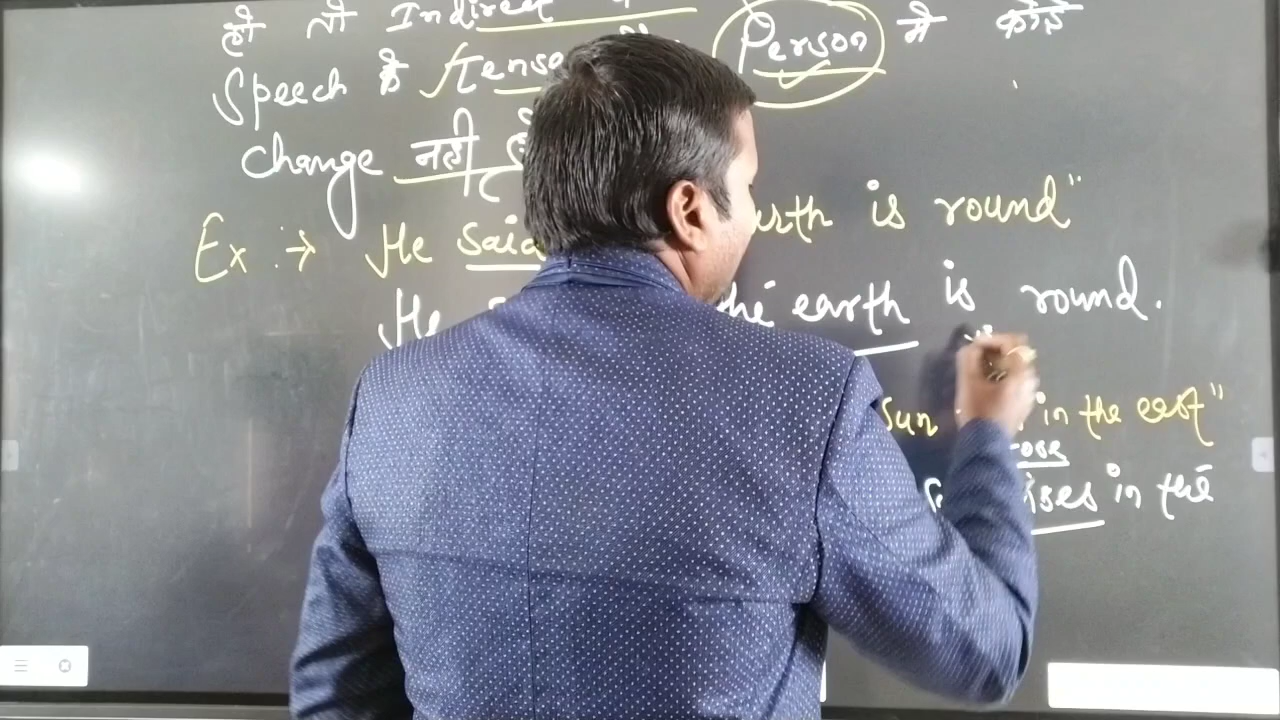 हो तो Indirect
Speech के Tense Person में कोई
change नही
Ex :→ He said earth is round"
He the earth is round.
sun in the east"
rose
rises in the